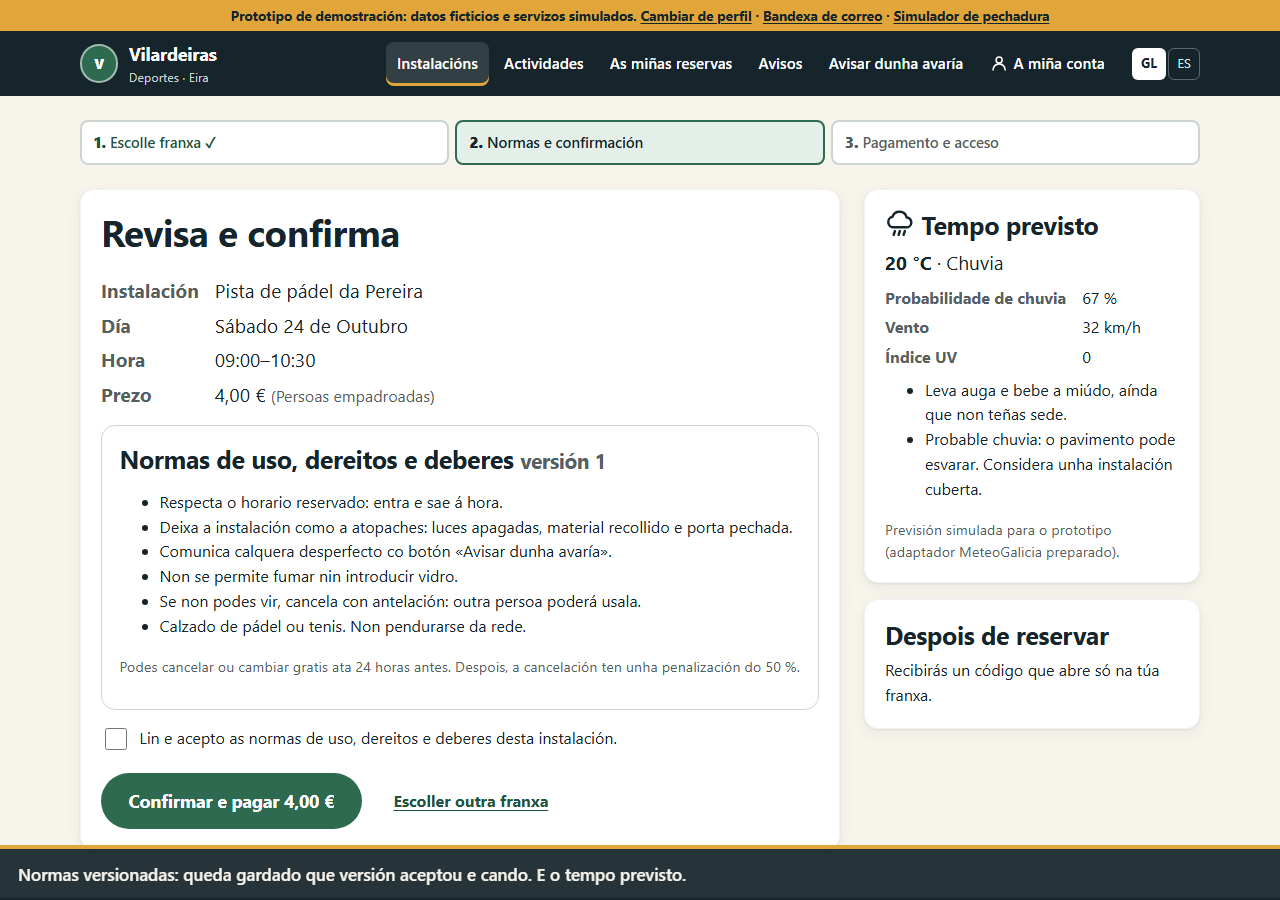 Prototipo de demostración: datos ficticios e servizos simulados. Cambiar de perfil · Bandexa de correo · Simulador de pechadura
V
Vilardeiras
Deportes · Eira
Instalacións
Actividades
As miñas reservas
Avisos
Avisar dunha avaría
A miña conta
GL
ES
1. Escolle franxa ✓
2. Normas e confirmación
3. Pagamento e acceso
Revisa e confirma
Instalación Pista de pádel da Pereira
Día Sábado 24 de Outubro
Hora 09:00–10:30
Prezo 4,00 € (Persoas empadroadas)
Normas de uso, dereitos e deberes versión 1
• Respecta o horario reservado: entra e sae á hora.
• Deixa a instalación como a atopaches: luces apagadas, material recollido e porta pechada.
• Comunica calquera desperfecto co botón «Avisar dunha avaría».
• Non se permite fumar nin introducir vidro.
• Se non podes vir, cancela con antelación: outra persoa poderá usala.
• Calzado de pádel ou tenis. Non pendurarse da rede.
Podes cancelar ou cambiar gratis ata 24 horas antes. Despois, a cancelación ten unha penalización do 50 %.
Lin e acepto as normas de uso, dereitos e deberes desta instalación.
Confirmar e pagar 4,00 €
Escoller outra franxa
Tempo previsto
20 °C · Chuvia
Probabilidade de chuvia 67 %
Vento 32 km/h
Índice UV 0
• Leva auga e bebe a miúdo, aínda
que non teñas sede.
• Probable chuvia: o pavimento pode
esvarar. Considera unha instalación
cuberta.
Previsión simulada para o prototipo
(adaptador MeteoGalicia preparado).
Despois de reservar
Recibirás un código que abre só na túa
franxa.
Normas versionadas: queda gardado que versión aceptou e cando. E o tempo previsto.